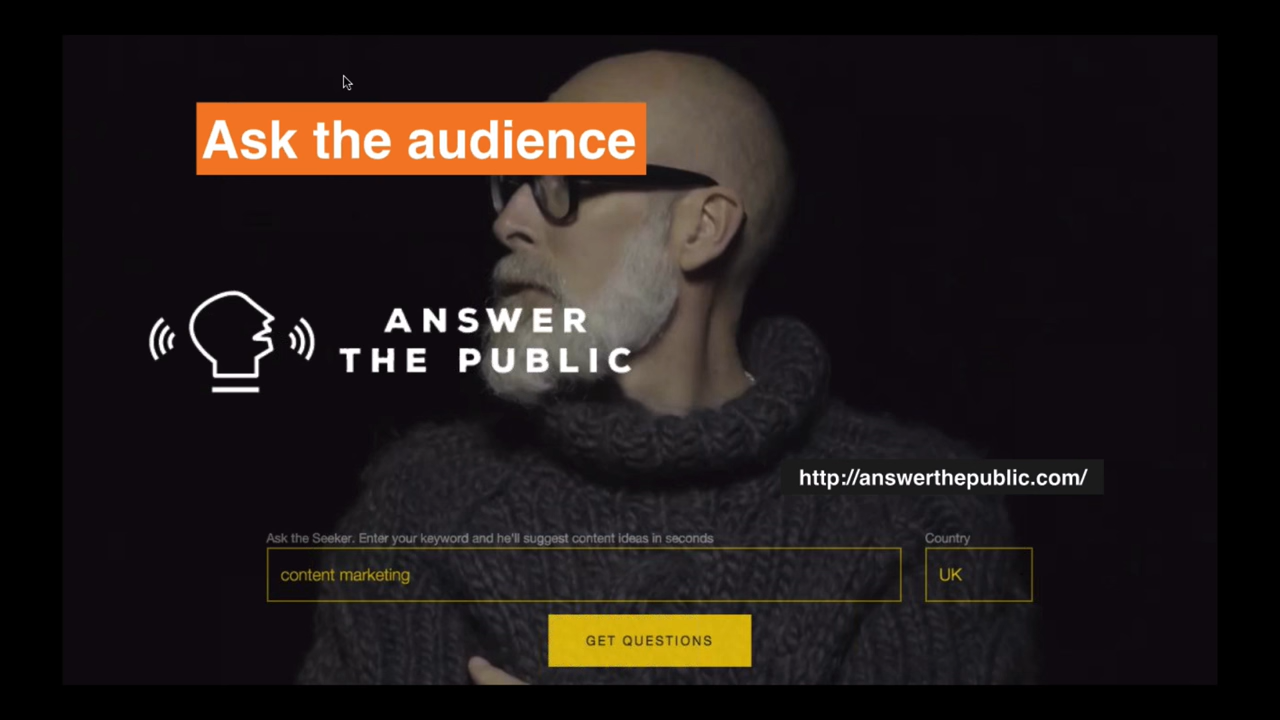 Ask the audience
ANSWER
THE PUBLIC
http://answerthepublic.com/
Ask the Seeker. Enter your keyword and he'll suggest content ideas in seconds
Country
content marketing
UK
GET QUESTIONS